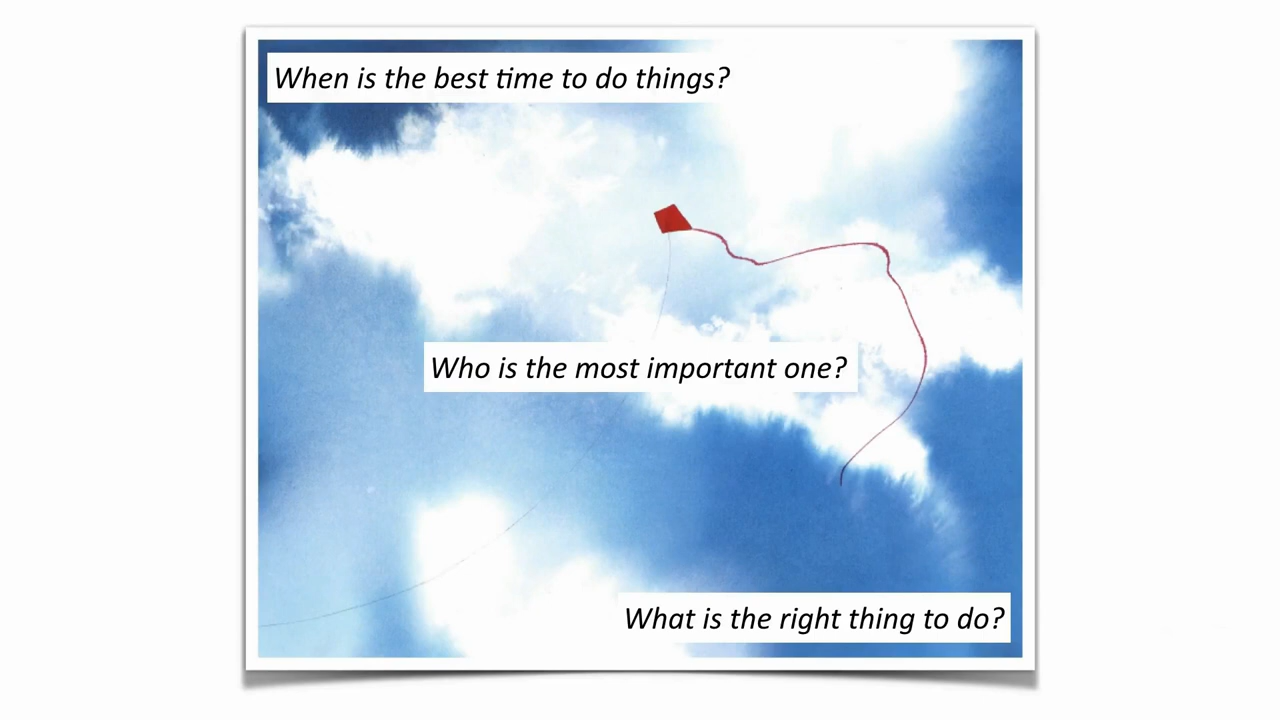 When is the best time to do things?
Who is the most important one?
What is the right thing to do?